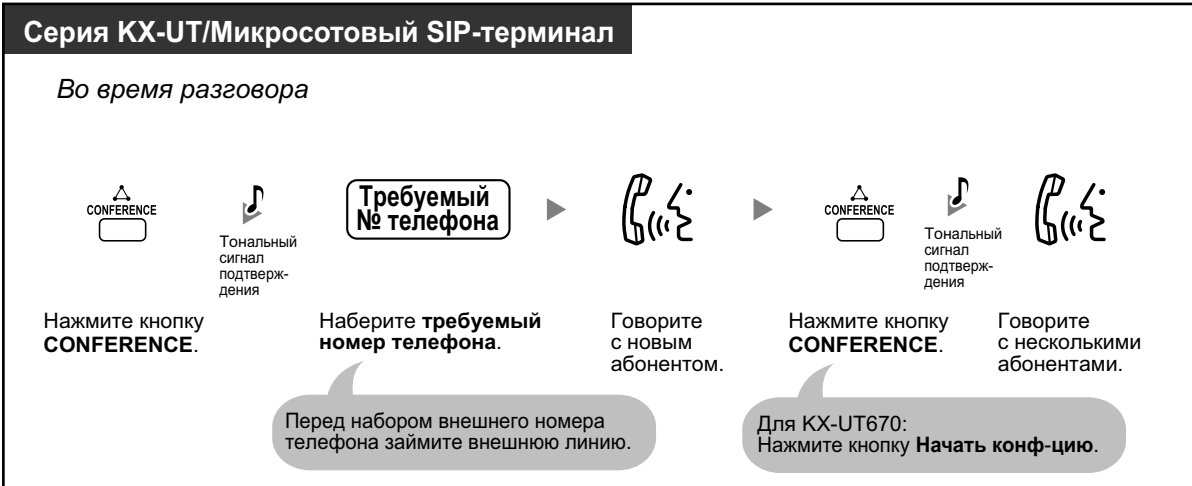 Серия KX-UT/Микросотовый SIP-терминал
Во время разговора
CONFERENCE
Тональный
сигнал
подтверж-
дения
Требуемый
№ телефона
CONFERENCE
Тональный
сигнал
подтверж-
дения
Нажмите кнопку
CONFERENCE.
Наберите требуемый
номер телефона.
Говорите
с новым
абонентом.
Нажмите кнопку
CONFERENCE.
Говорите
с несколькими
абонентами.
Перед набором внешнего номера
телефона займите внешнюю линию.
Для KX-UT670:
Нажмите кнопку Начать конф-цию.